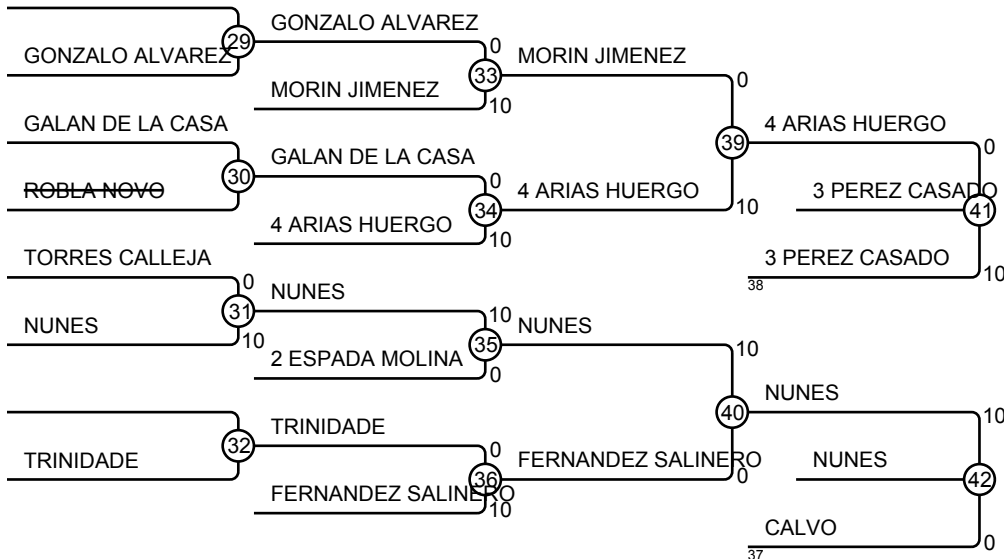 GONZALO ALVAREZ
29
GONZALO ALVAREZ
0
MORIN JIMENEZ
33
MORIN JIMENEZ
10
0
GALAN DE LA CASA
39
4 ARIAS HUERGO
0
30
GALAN DE LA CASA
ROBLA NOVO
0
4 ARIAS HUERGO
3 PEREZ CASADO
34
10
41
4 ARIAS HUERGO
10
TORRES CALLEJA
3 PEREZ CASADO
0
10
38
NUNES
31
10
NUNES
NUNES
10
35
10
2 ESPADA MOLINA
0
NUNES
40
10
TRINIDADE
32
0
FERNANDEZ SALINERO
TRINIDADE
NUNES
0
36
42
FERNANDEZ SALINERO
10
CALVO
0
37